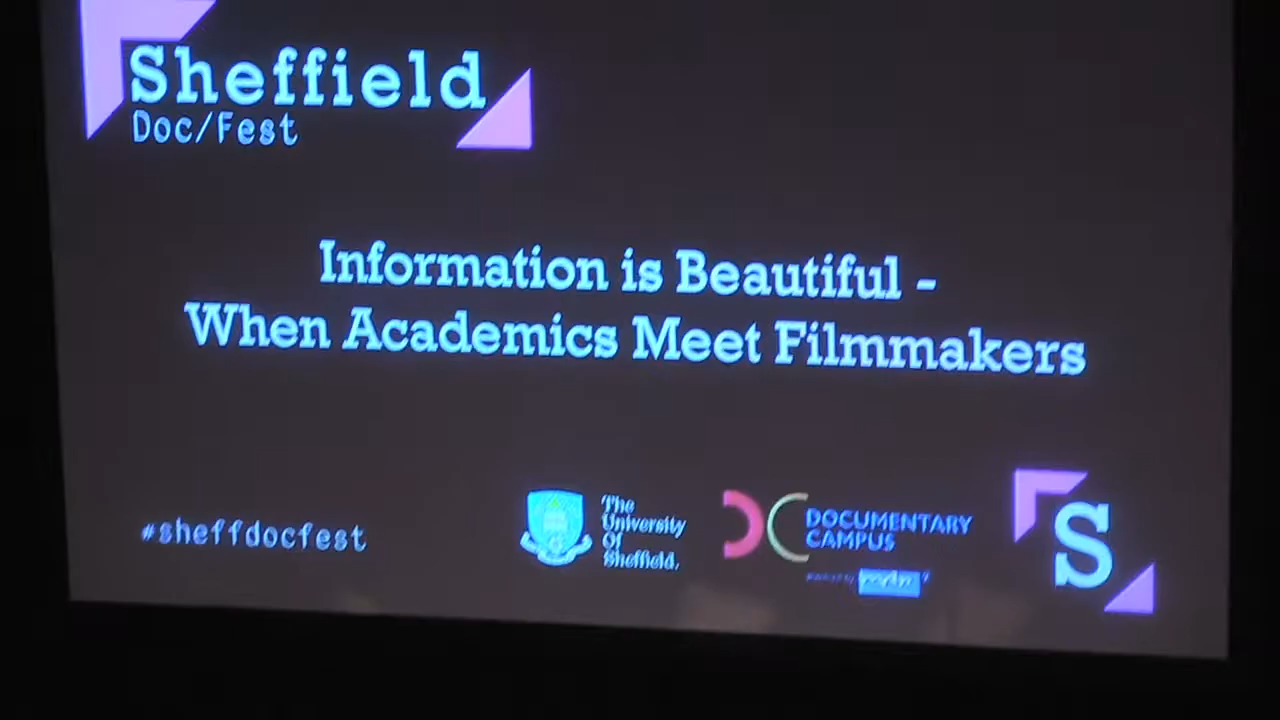 Sheffield
Doc/Fest
Information is Beautiful -
When Academics Meet Filmmakers
#sheffdocfest
The
University
Of
Sheffield.
DOCUMENTARY
CAMPUS
S